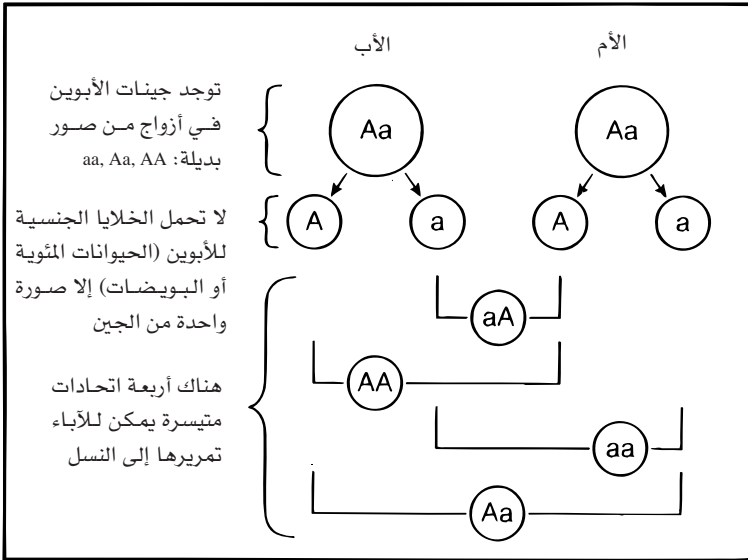 الأم
الأب
توجد جينات الأبوين
في أزواج من صور
بديلة: aa, Aa, AA
Aa
Aa
لا تحمل الخلايا الجنسية
للأبوين (الحيوانات المئوية
أو البويضات) إلا صورة
واحدة من الجين
A
a
A
a
هناك أربعة اتحادات
متيسرة يمكن للآباء
تمريرها إلى النسل
aA
AA
aa
Aa